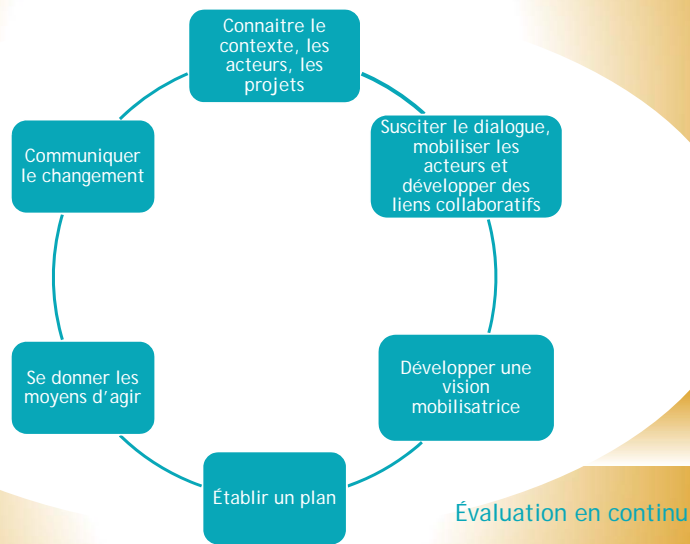 Connaitre le
contexte, les
acteurs, les
projets
Susciter le dialogue,
mobiliser les
acteurs et
développer des
liens collaboratifs
Développer une
vision
mobilisatrice
Établir un plan
Se donner les
moyens d'agir
Communiquer
le changement
Évaluation en continu